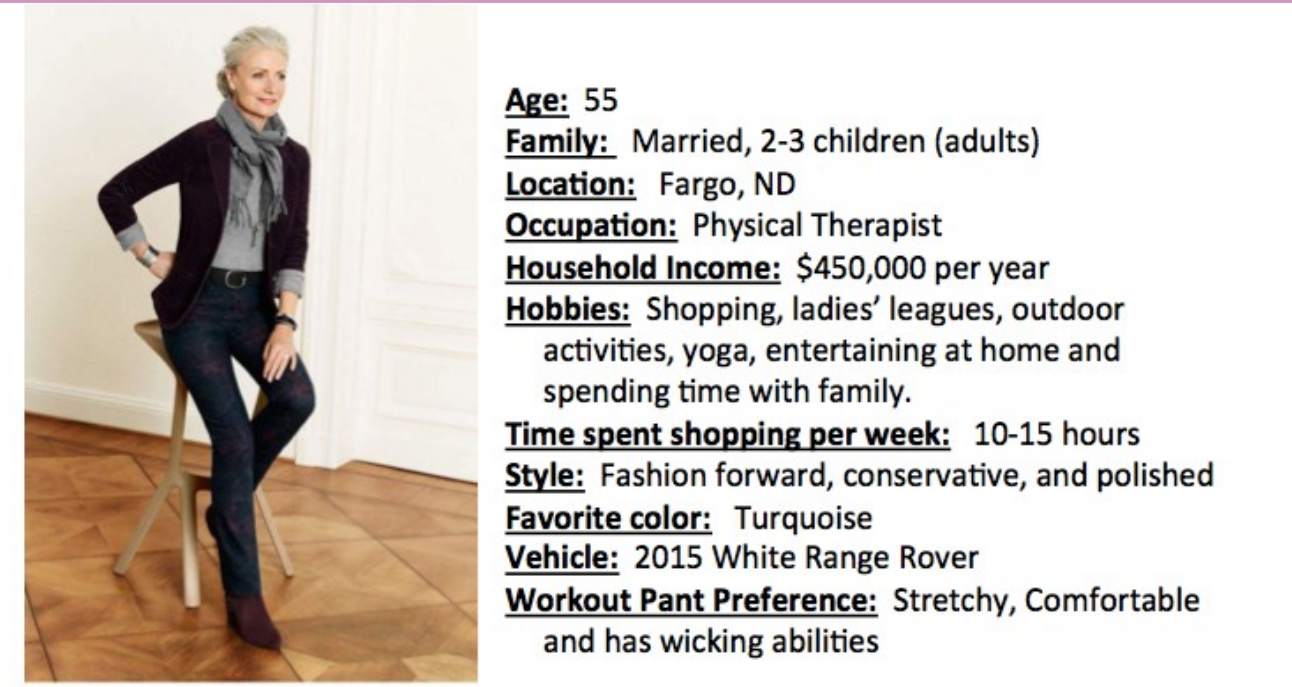 Age: 55
Family: Married, 2-3 children (adults)
Location: Fargo, ND
Occupation: Physical Therapist
Household Income: $450,000 per year
Hobbies: Shopping, ladies’ leagues, outdoor
activities, yoga, entertaining at home and
spending time with family.
Time spent shopping per week: 10-15 hours
Style: Fashion forward, conservative, and polished
Favorite color: Turquoise
Vehicle: 2015 White Range Rover
Workout Pant Preference: Stretchy, Comfortable
and has wicking abilities